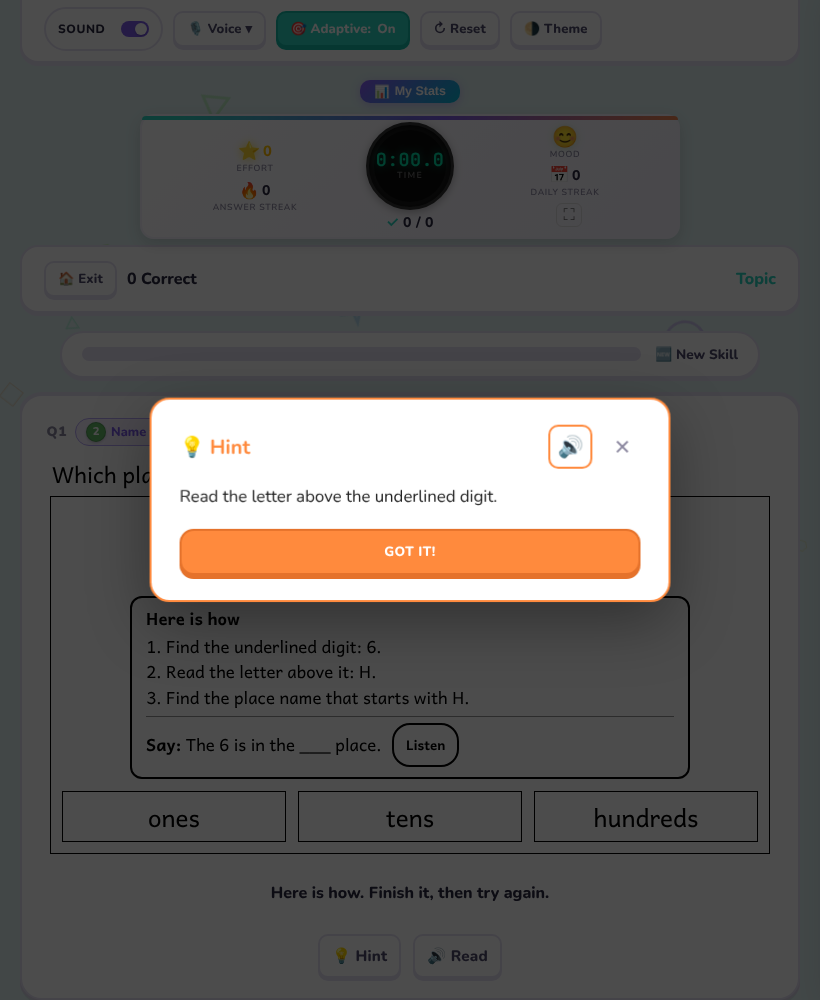 SOUND
🎙️ Voice ▾
🎯 Adaptive: On
↻ Reset
🌗 Theme
📊 My Stats
⭐ 0
EFFORT
🔥 0
ANSWER STREAK
0:00.0
TIME
✓ 0 / 0
😊
MOOD
📅 0
DAILY STREAK
🏠 Exit
0 Correct
Topic
🆕 New Skill
Q1
2 Name
Which
💡 Hint
Read the letter above the underlined digit.
GOT IT!
Here is how
1. Find the underlined digit: 6.
2. Read the letter above it: H.
3. Find the place name that starts with H.
Say: The 6 is in the ___ place.
Listen
ones
tens
hundreds
Here is how. Finish it, then try again.
💡 Hint
🔊 Read